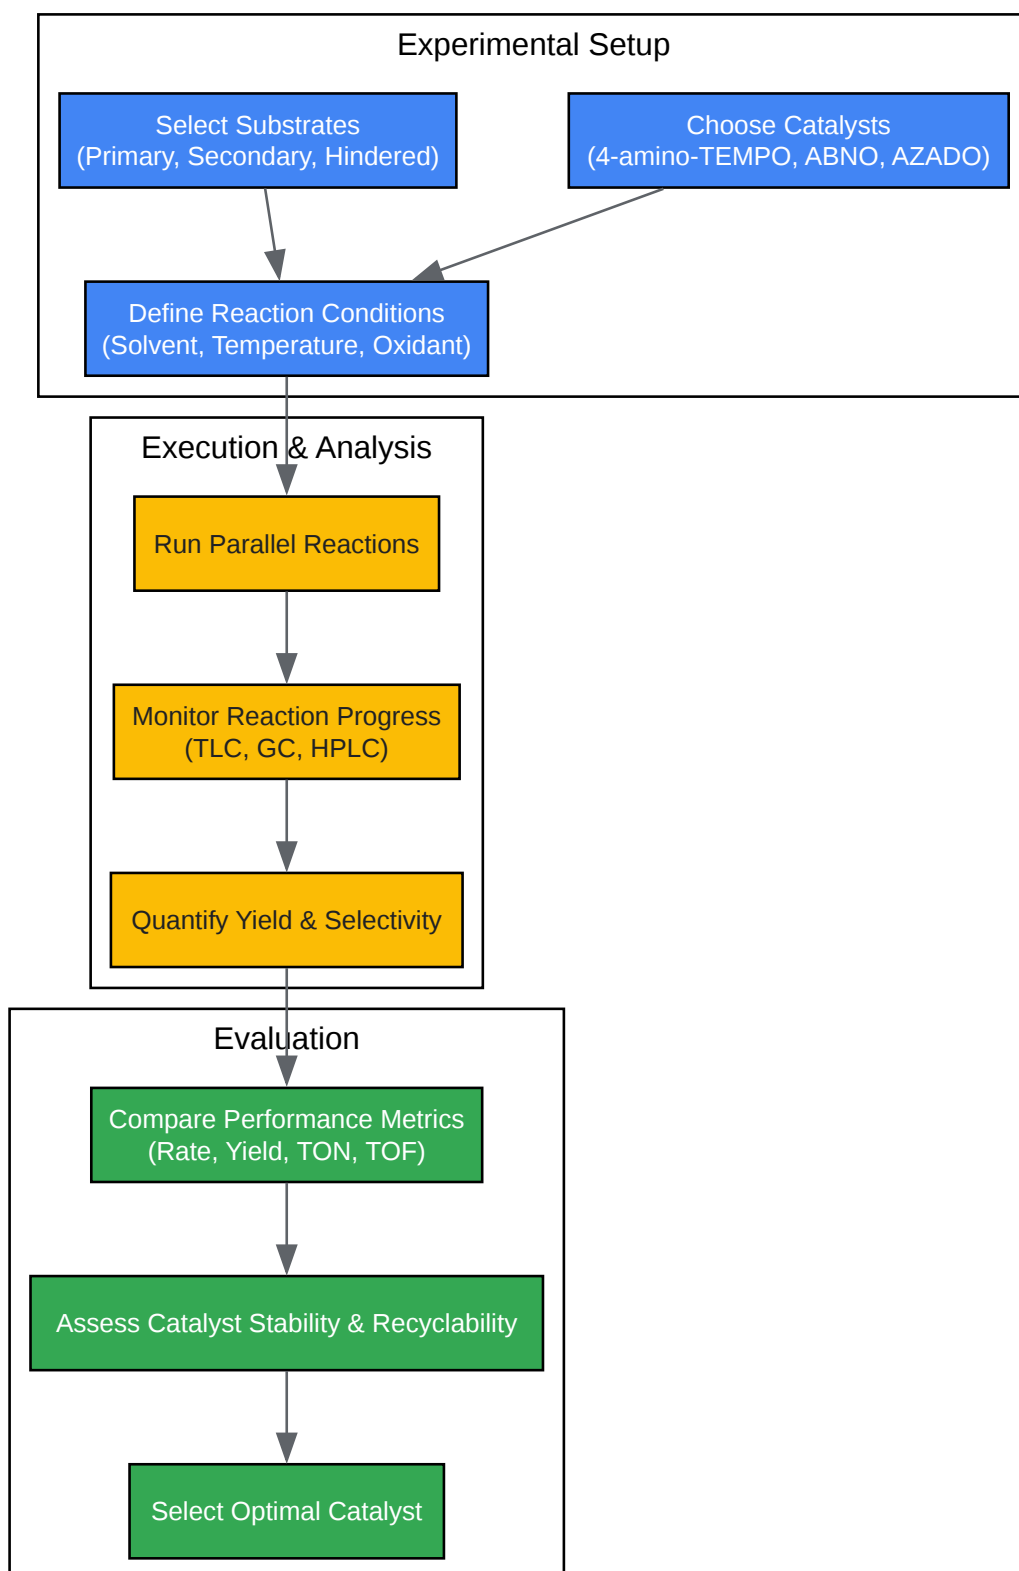 Experimental Setup
Select Substrates
(Primary, Secondary, Hindered)
Choose Catalysts
(4-amino-TEMPO, ABNO, AZADO)
Define Reaction Conditions
(Solvent, Temperature, Oxidant)
Execution & Analysis
Run Parallel Reactions
Monitor Reaction Progress
(TLC, GC, HPLC)
Quantify Yield & Selectivity
Evaluation
Compare Performance Metrics
(Rate, Yield, TON, TOF)
Assess Catalyst Stability & Recyclability
Select Optimal Catalyst